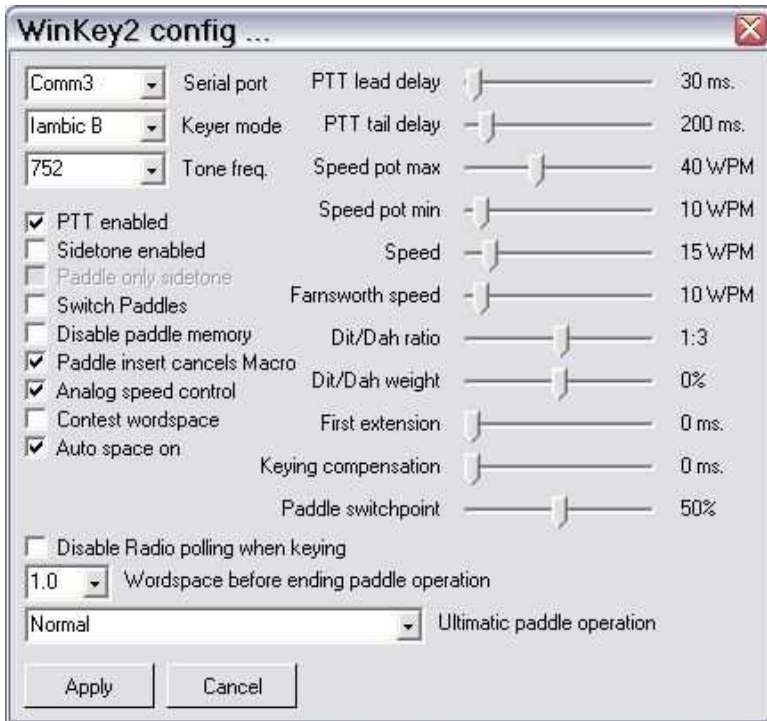 WinKey2 config ...
Comm3 Serial port PTT lead delay 30 ms.
Iambic B Keyer mode PTT tail delay 200 ms.
752 Tone freq. Speed pot max 40 WPM
Speed pot min 10 WPM
PTT enabled
Sidetone enabled Speed 15 WPM
Paddle only sidetone
Switch Paddles Farnsworth speed 10 WPM
Disable paddle memory Dit/Dah ratio 1:3
Paddle insert cancels Macro
Analog speed control Dit/Dah weight 0%
Contest wordspace First extension 0 ms.
Auto space on
Keying compensation 0 ms.
Paddle switchpoint 50%
Disable Radio polling when keying
1.0 Wordspace before ending paddle operation
Normal Ultimatic paddle operation
Apply Cancel